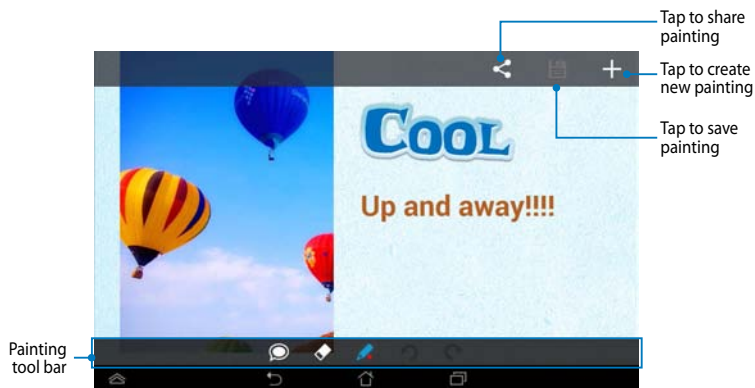 Tap to share
painting
Tap to create
new painting
Tap to save
painting
COOL
Up and away!!!!
Painting
tool bar